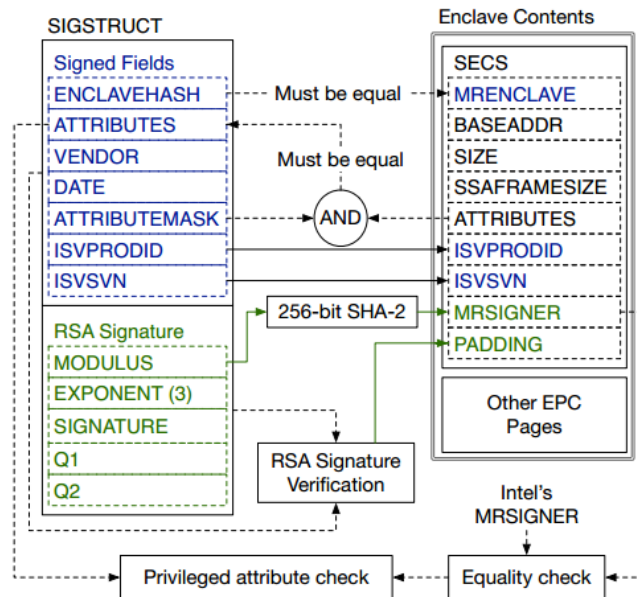 SIGSTRUCT
Signed Fields
ENCLAVEHASH
ATTRIBUTES
VENDOR
DATE
ATTRIBUTEMASK
ISVPRODID
ISVSVN
RSA Signature
MODULUS
EXPONENT (3)
SIGNATURE
Q1
Q2
Must be equal
Must be equal
AND
256-bit SHA-2
RSA Signature
Verification
Enclave Contents
SECS
MRENCLAVE
BASEADDR
SIZE
SSAFRAMESIZE
ATTRIBUTES
ISVPRODID
ISVSVN
MRSIGNER
PADDING
Other EPC
Pages
Intel's
MRSIGNER
Privileged attribute check
Equality check